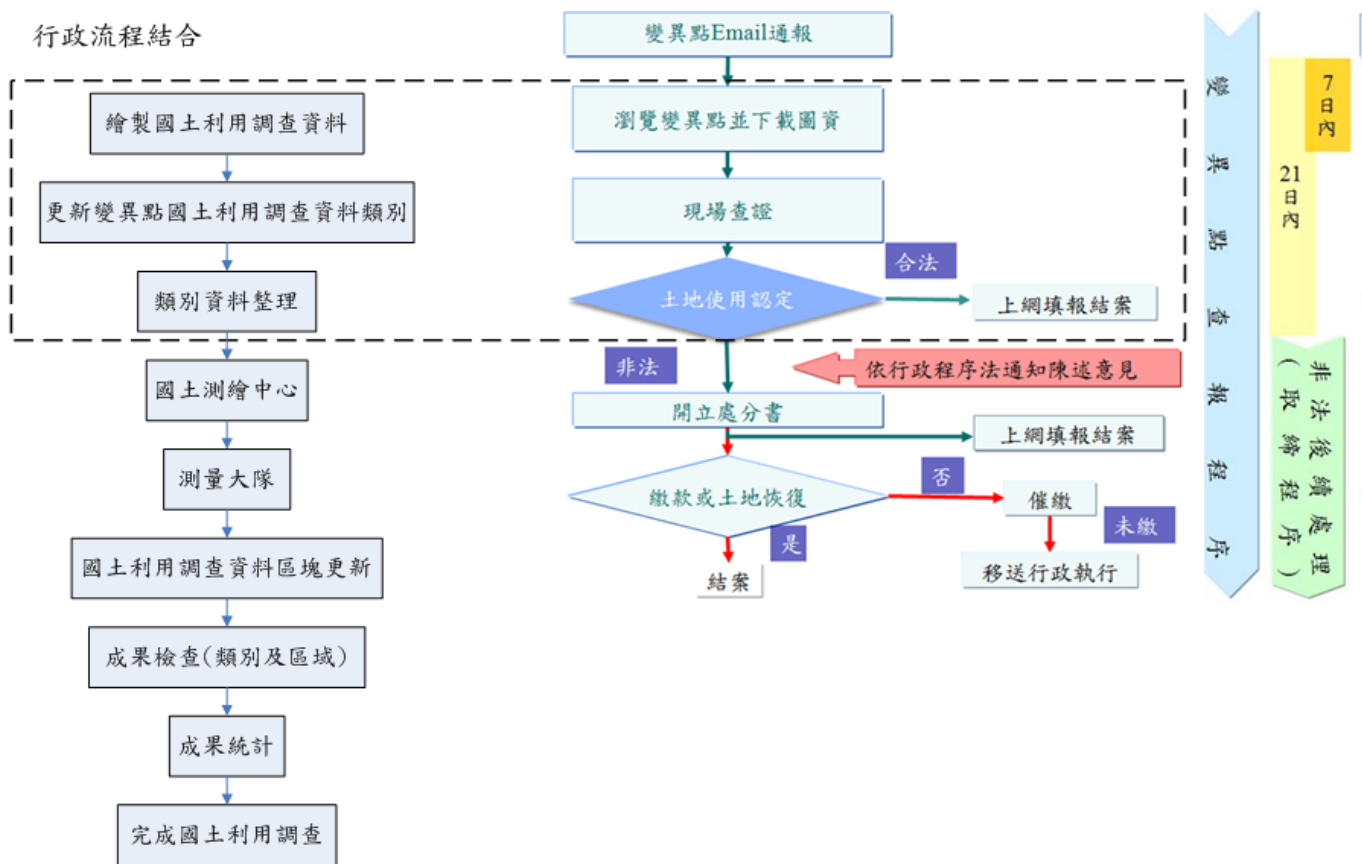 行政流程結合
繪製國土利用調查資料
更新變異點國土利用調查資料類別
類別資料整理
國土測繪中心
測量大隊
國土利用調查資料區塊更新
成果檢查(類別及區域)
成果統計
完成國土利用調查
變異點Email通報
瀏覽變異點並下載圖資
現場查證
土地使用認定
合法
上網填報結案
非法
依行政程序法通知陳述意見
開立處分書
上網填報結案
繳款或土地恢復
否
催繳
未繳
移送行政執行
是
結案
變異點查報程序
7日內
21日內
非法後續處理
(取締程序)